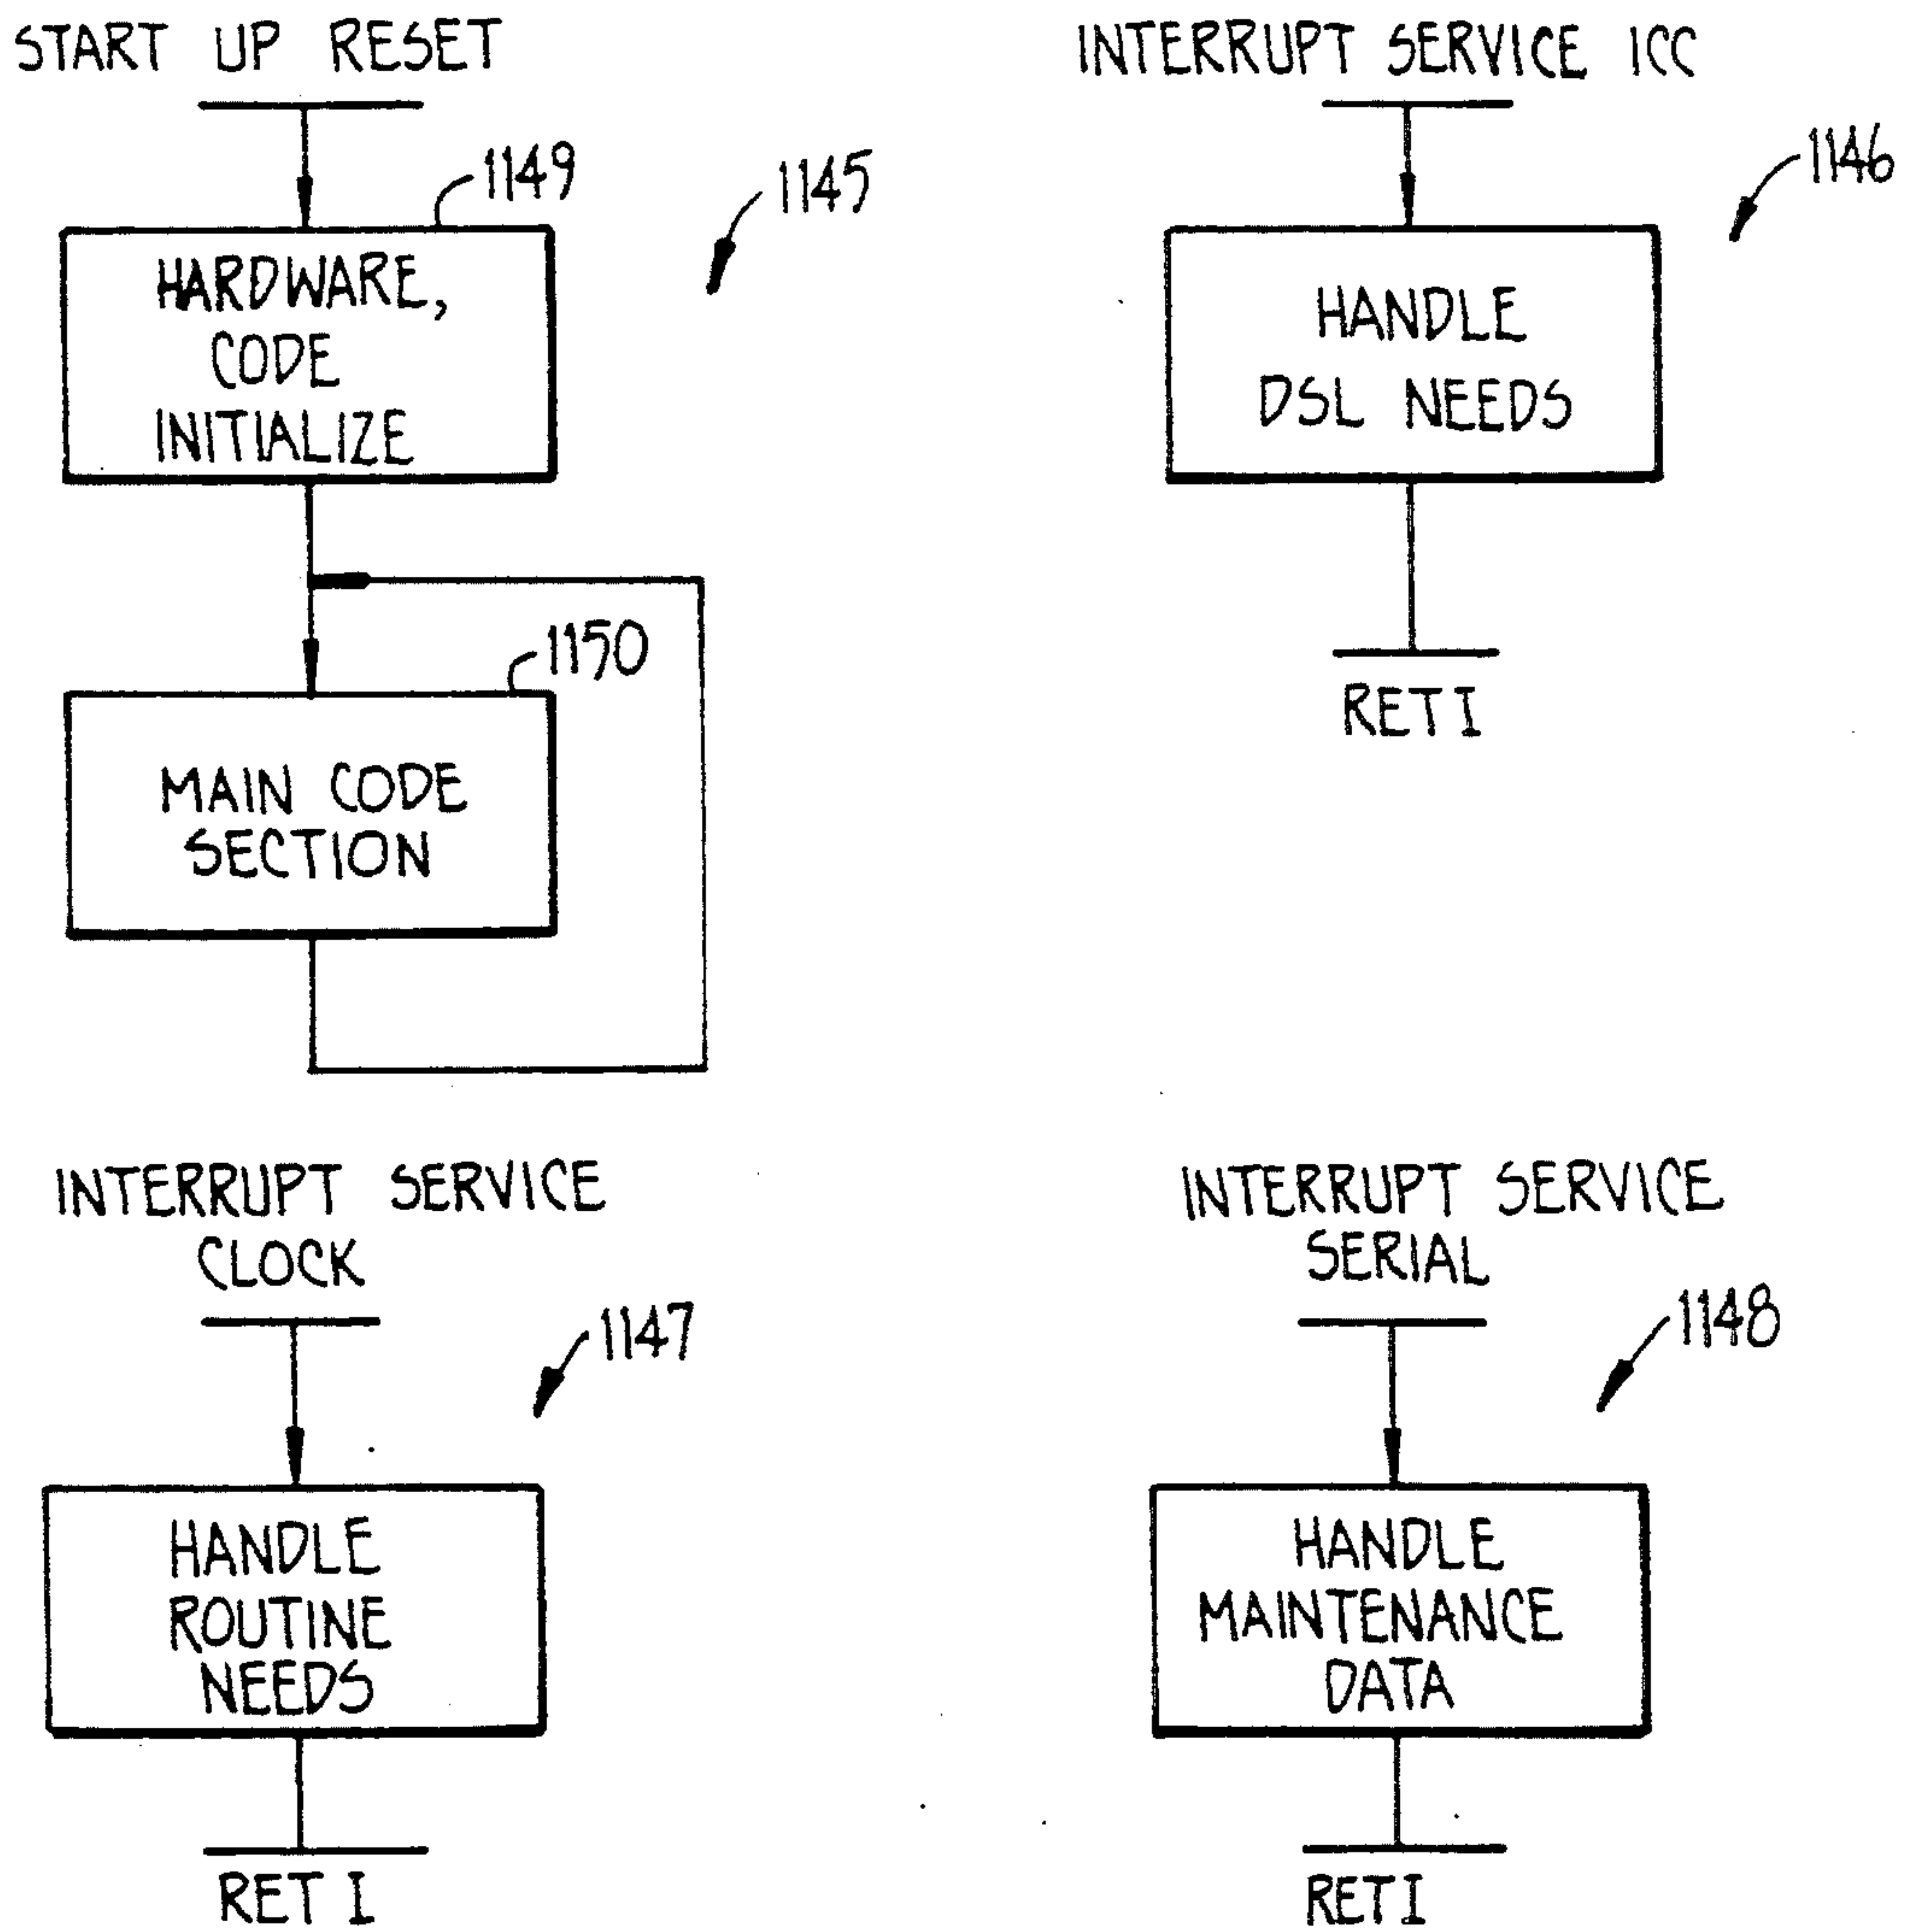 START UP RESET
1149
1145
HARDWARE,
CODE
INITIALIZE
1150
MAIN CODE
SECTION
INTERRUPT SERVICE ICC
1146
HANDLE
DSL NEEDS
RETI
INTERRUPT SERVICE
CLOCK
1147
HANDLE
ROUTINE
NEEDS
RETI
INTERRUPT SERVICE
SERIAL
1148
HANDLE
MAINTENANCE
DATA
RETI